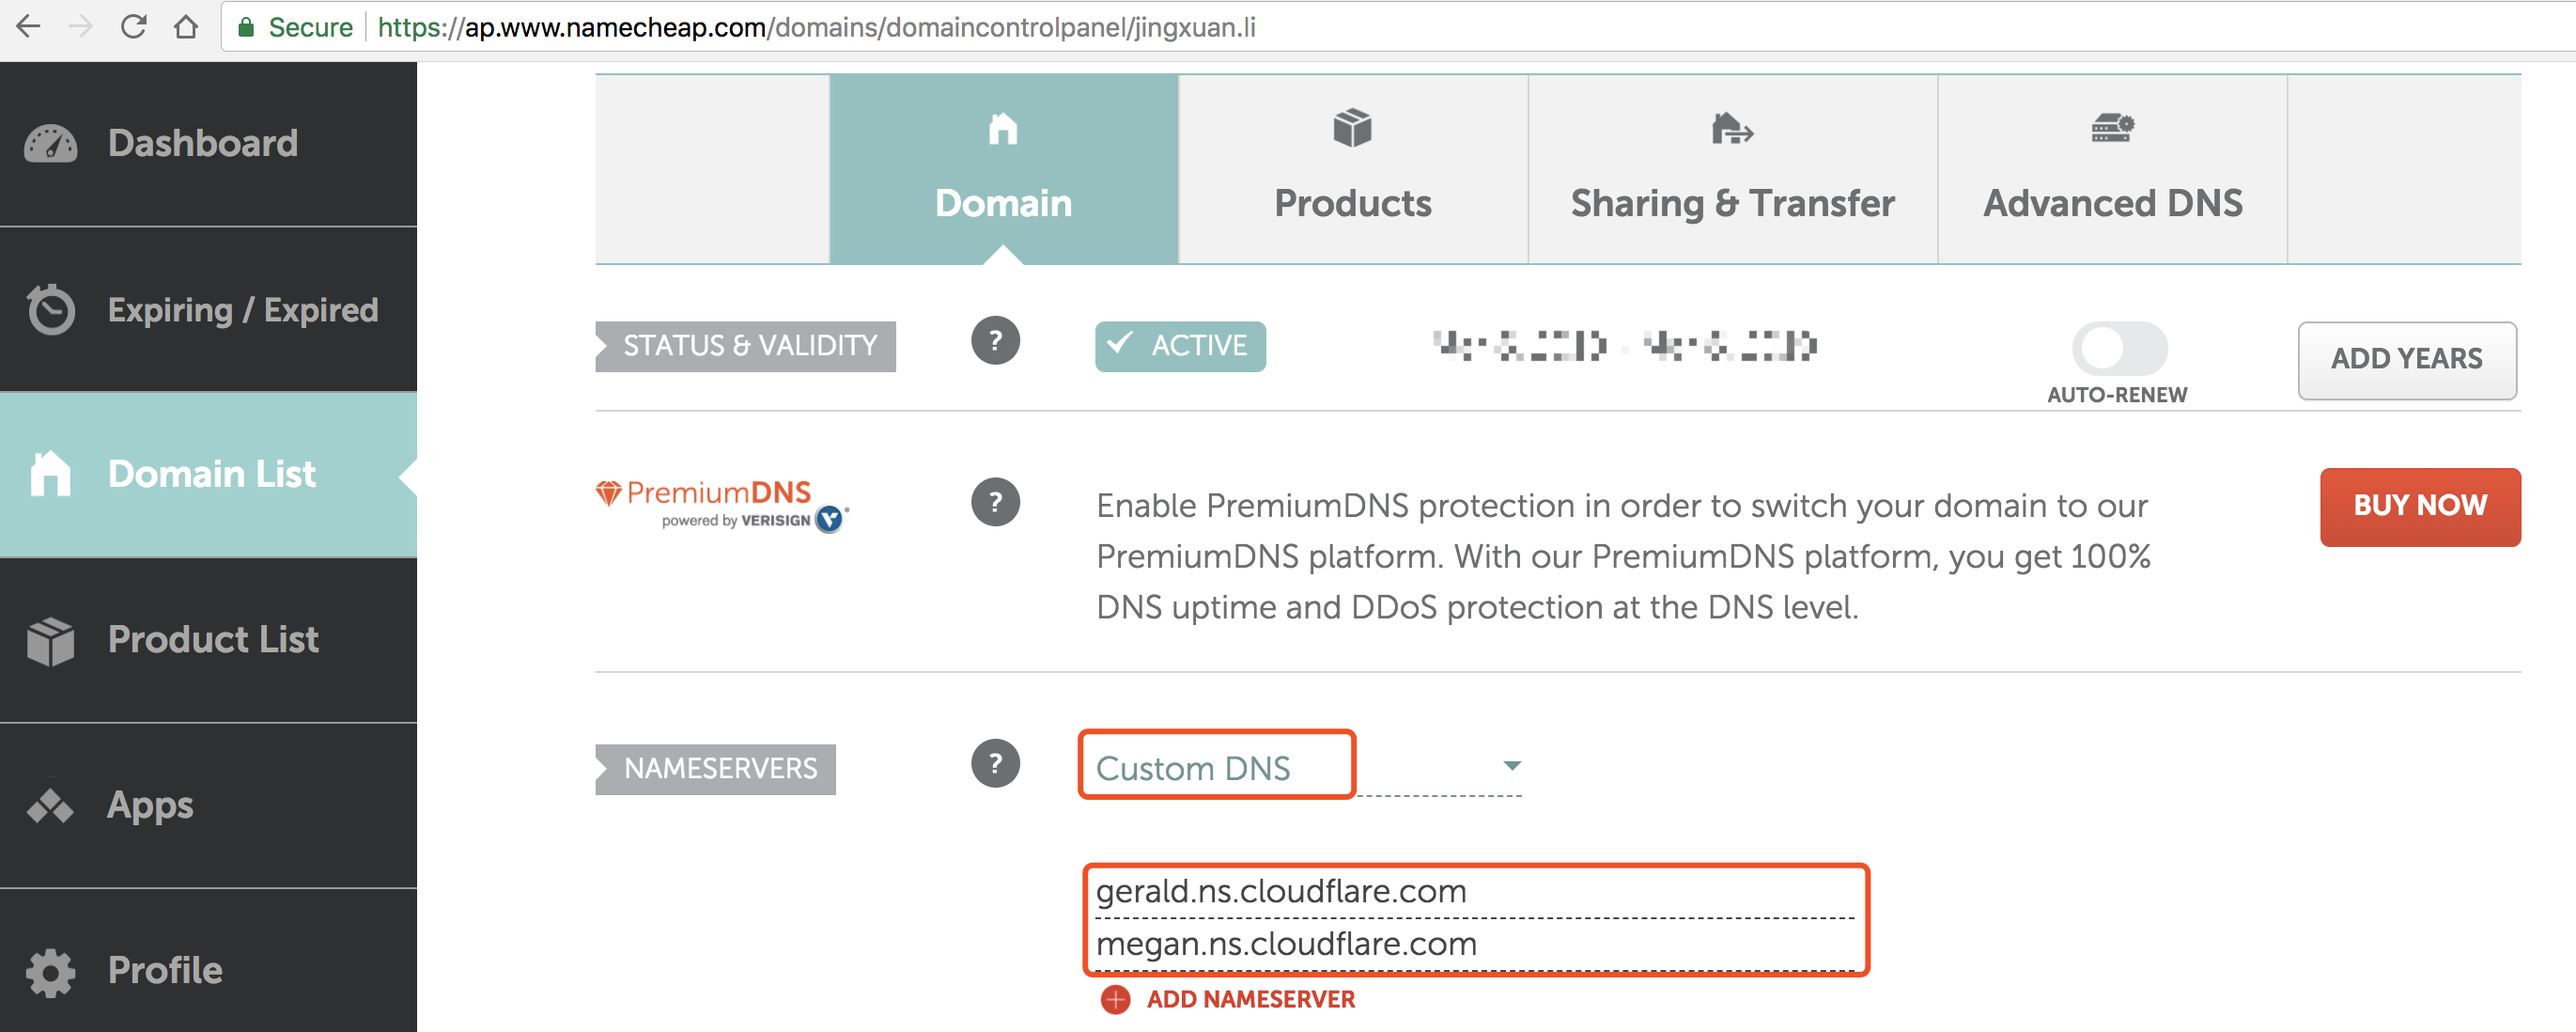 Secure https://ap.www.namecheap.com/domains/domaincontrolpanel/jingxuan.li
Dashboard
Expiring / Expired
Domain List
Product List
Apps
Profile
Domain
Products
Sharing & Transfer
Advanced DNS
STATUS & VALIDITY
?
ACTIVE
AUTO-RENEW
ADD YEARS
PremiumDNS
powered by VERISIGN
?
Enable PremiumDNS protection in order to switch your domain to our
PremiumDNS platform. With our PremiumDNS platform, you get 100%
DNS uptime and DDoS protection at the DNS level.
BUY NOW
NAMESERVERS
?
Custom DNS
gerald.ns.cloudflare.com
megan.ns.cloudflare.com
ADD NAMESERVER